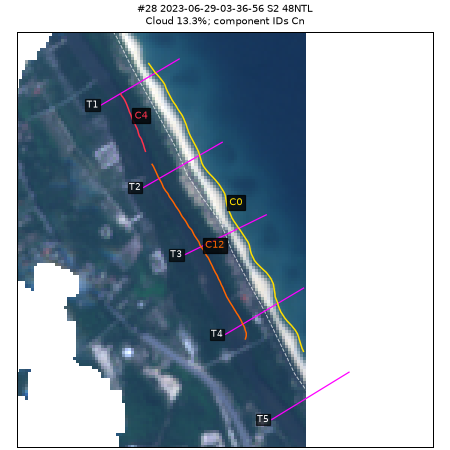 #28 2023-06-29-03-36-56 S2 48NTL
Cloud 13.3%; component IDs Cn
T1
C4
T2
C0
C12
T3
T4
T5